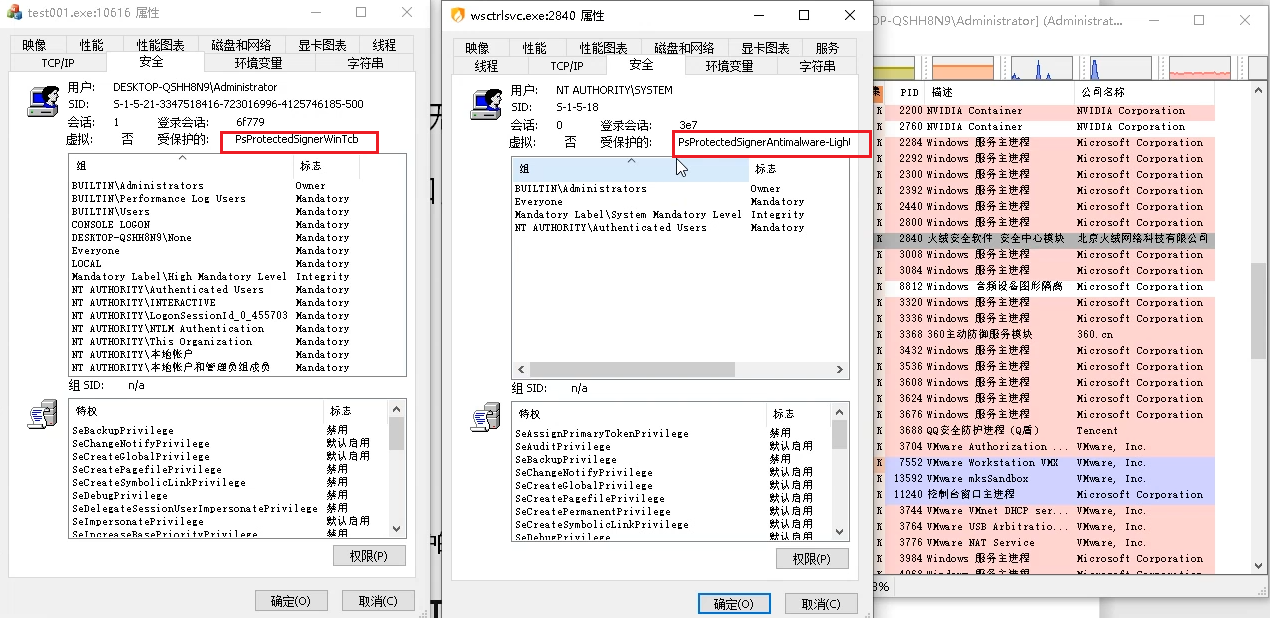 test001.exe:10616 属性
映像 性能 性能图表 磁盘和网络 显卡图表 线程
TCP/IP 安全 环境变量 字符串
用户: DESKTOP-QSHH8N9\Administrator
SID: S-1-5-21-3347518416-723016996-4125746185-500
会话: 1 登录会话: 6f779
虚拟: 否 受保护的: PsProtectedSignerWinTcb
组 标志
BUILTIN\Administrators Owner
BUILTIN\Performance Log Users Mandatory
BUILTIN\Users Mandatory
CONSOLE LOGON Mandatory
DESKTOP-QSHH8N9\None Mandatory
Everyone Mandatory
LOCAL Mandatory
Mandatory Label\High Mandatory Level Integrity
NT AUTHORITY\Authenticated Users Mandatory
NT AUTHORITY\INTERACTIVE Mandatory
NT AUTHORITY\LogonSessionId_0_455703 Mandatory
NT AUTHORITY\NTLM Authentication Mandatory
NT AUTHORITY\This Organization Mandatory
NT AUTHORITY\本地帐户 Mandatory
NT AUTHORITY\本地帐户和管理员组成员 Mandatory
组 SID: n/a
特权 标志
SeBackupPrivilege 禁用
SeChangeNotifyPrivilege 默认启用
SeCreateGlobalPrivilege 默认启用
SeCreatePagefilePrivilege 禁用
SeCreateSymbolicLinkPrivilege 禁用
SeDebugPrivilege 禁用
SeDelegateSessionUserImpersonatePrivilege 禁用
SeImpersonatePrivilege 默认启用
SeIncreaseBasePriorityPrivilege 禁用
权限(P)
确定(O) 取消(C)
wsctrlsvc.exe:2840 属性
映像 性能 性能图表 磁盘和网络 显卡图表 服务
线程 TCP/IP 安全 环境变量 字符串
用户: NT AUTHORITY\SYSTEM
SID: S-1-5-18
会话: 0 登录会话: 3e7
虚拟: 否 受保护的: PsProtectedSignerAntimalware-Light
组 标志
BUILTIN\Administrators Owner
Everyone Mandatory
Mandatory Label\System Mandatory Level Integrity
NT AUTHORITY\Authenticated Users Mandatory
组 SID: n/a
特权 标志
SeAssignPrimaryTokenPrivilege 禁用
SeAuditPrivilege 默认启用
SeBackupPrivilege 禁用
SeChangeNotifyPrivilege 默认启用
SeCreateGlobalPrivilege 默认启用
SeCreatePagefilePrivilege 默认启用
SeCreatePermanentPrivilege 默认启用
SeCreateSymbolicLinkPrivilege 默认启用
SeDebugPrivilege 默认启用
权限(P)
确定(O) 取消(C)
OP-QSHH8N9\Administrator] (Administrat...
PID 描述 公司名称
2200 NVIDIA Container NVIDIA Corporation
2760 NVIDIA Container NVIDIA Corporation
2284 Windows 服务主进程 Microsoft Corporation
2300 Windows 服务主进程 Microsoft Corporation
2392 Windows 服务主进程 Microsoft Corporation
2440 Windows 服务主进程 Microsoft Corporation
2800 Windows 服务主进程 Microsoft Corporation
2840 火绒安全软件 安全中心模块 北京火绒网络科技有限公司
3008 Windows 服务主进程 Microsoft Corporation
3084 Windows 服务主进程 Microsoft Corporation
8812 Windows 音频设备图形隔离 Microsoft Corporation
3320 Windows 服务主进程 Microsoft Corporation
3336 Windows 服务主进程 Microsoft Corporation
3368 360主动防御服务模块 360.cn
3432 Windows 服务主进程 Microsoft Corporation
3536 Windows 服务主进程 Microsoft Corporation
3608 Windows 服务主进程 Microsoft Corporation
3624 Windows 服务主进程 Microsoft Corporation
3676 Windows 服务主进程 Microsoft Corporation
3688 QQ安全防护进程（Q盾） Tencent
3704 VMware Authorization ... VMware, Inc.
7552 VMware Workstation VMX VMware, Inc.
13592 VMware mksSandbox VMware, Inc.
11240 控制台窗口主进程 Microsoft Corporation
3744 VMware VMnet DHCP ser... VMware, Inc.
3764 VMware USB Arbitratio... VMware, Inc.
3776 VMware NAT Service VMware, Inc.
3984 Windows 服务主进程 Microsoft Corporation
4068 Windows 服务主进程 Microsoft Corporation
3%